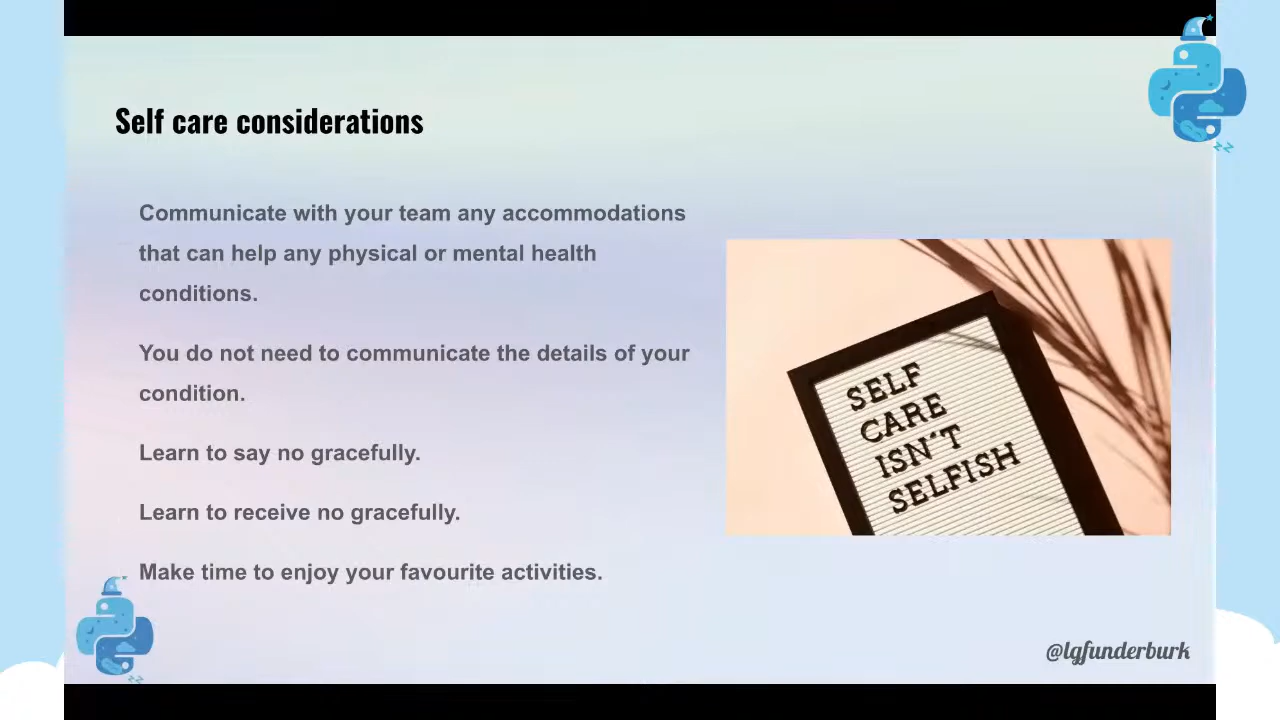 Self care considerations
Communicate with your team any accommodations
that can help any physical or mental health
conditions.
You do not need to communicate the details of your
condition.
Learn to say no gracefully.
Learn to receive no gracefully.
Make time to enjoy your favourite activities.
SELF
CARE
ISN'T
SELFISH
@lgfunderburk
zz
zz